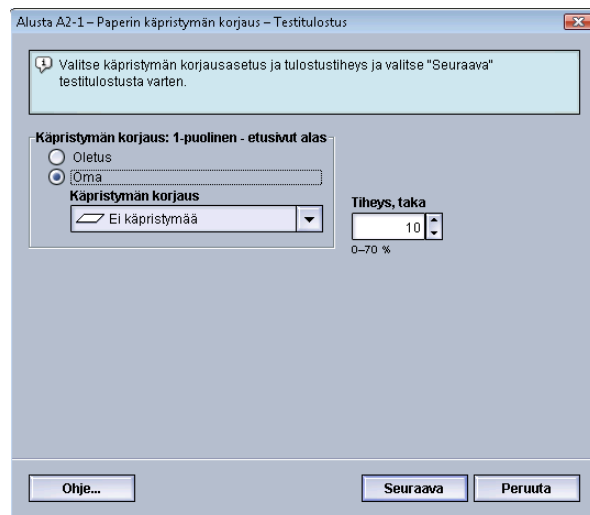 Alusta A2-1 – Paperin käpristymän korjaus – Testitulostus
Valitse käpristymän korjausasetus ja tulostustiheys ja valitse "Seuraava"
testitulostusta varten.
Käpristymän korjaus: 1-puolinen - etusivut alas
Oletus
Oma
Käpristymän korjaus
Ei käpristymää
Tiheys, taka
10
0–70 %
Ohje...
Seuraava
Peruuta